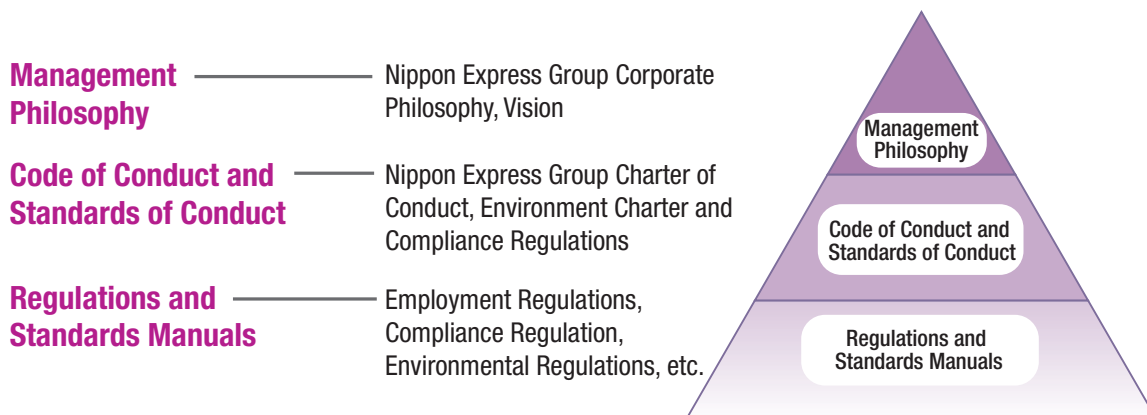 Management
Philosophy
Nippon Express Group Corporate
Philosophy, Vision
Code of Conduct and
Standards of Conduct
Nippon Express Group Charter of
Conduct, Environment Charter and
Compliance Regulations
Regulations and
Standards Manuals
Employment Regulations,
Compliance Regulation,
Environmental Regulations, etc.
Management
Philosophy
Code of Conduct and
Standards of Conduct
Regulations and
Standards Manuals